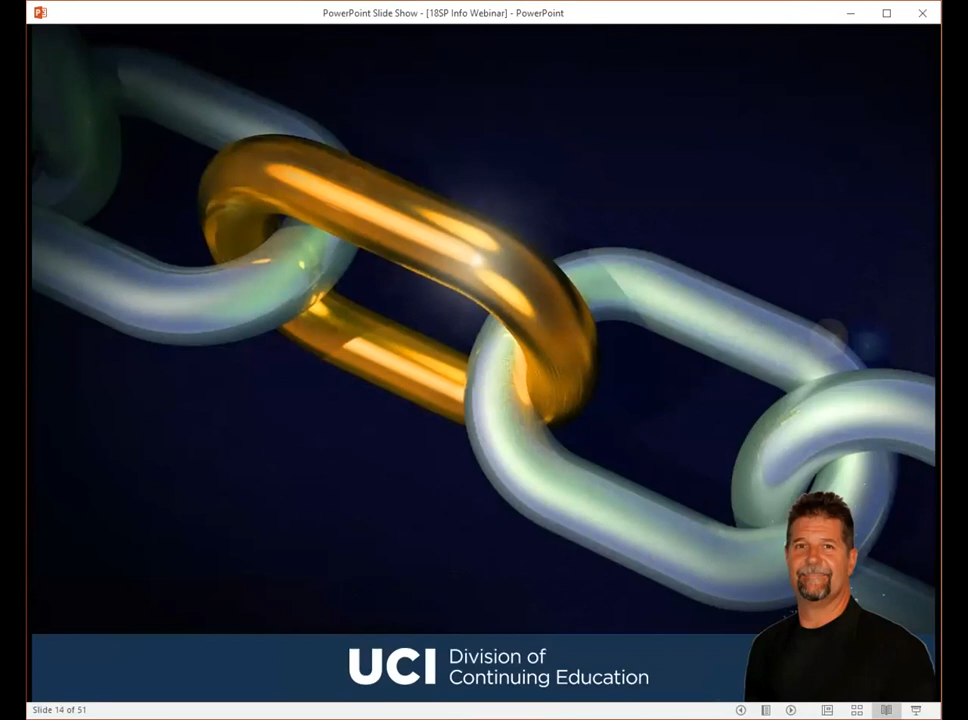 PowerPoint Slide Show - [18SP Info Webinar] - PowerPoint
UCI Division of
Continuing Education
Slide 14 of 51